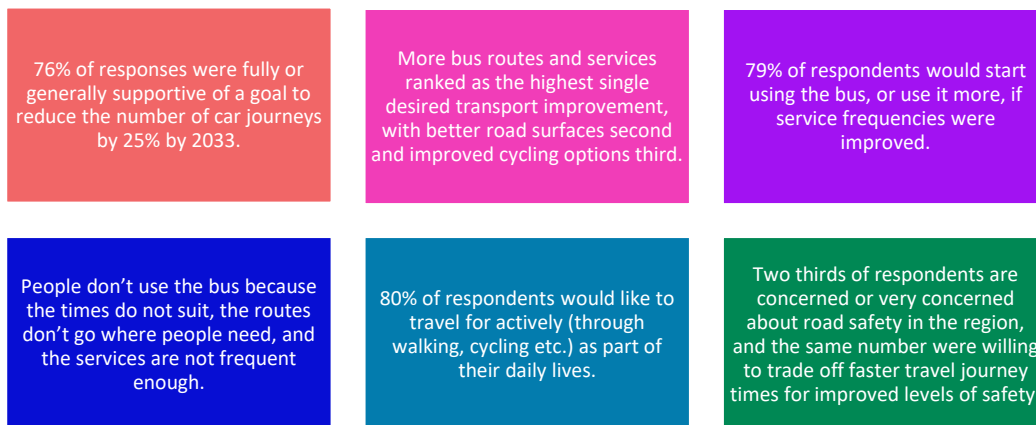 76% of responses were fully or
generally supportive of a goal to
reduce the number of car journeys
by 25% by 2033.
More bus routes and services
ranked as the highest single
desired transport improvement,
with better road surfaces second
and improved cycling options third.
79% of respondents would start
using the bus, or use it more, if
service frequencies were
improved.
People don’t use the bus because
the times do not suit, the routes
don’t go where people need, and
the services are not frequent
enough.
80% of respondents would like to
travel for actively (through
walking, cycling etc.) as part of
their daily lives.
Two thirds of respondents are
concerned or very concerned
about road safety in the region,
and the same number were willing
to trade off faster travel journey
times for improved levels of safety